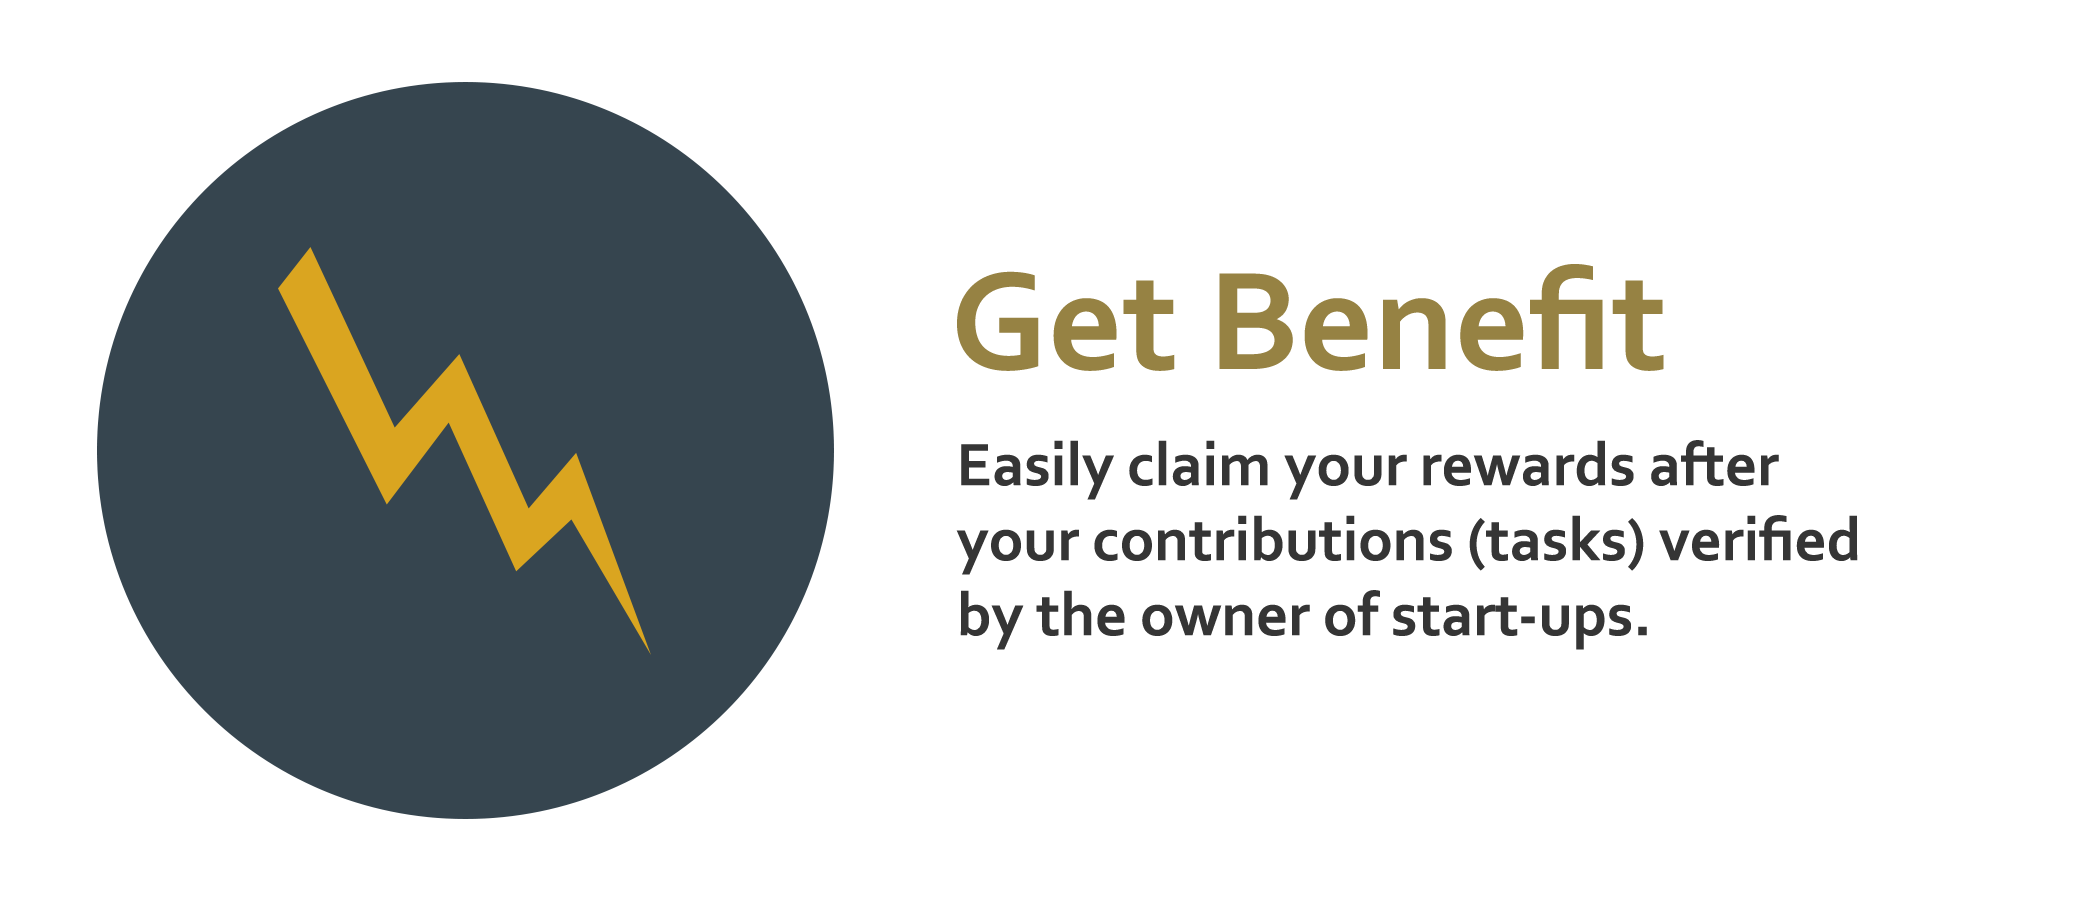 Get Benefit
Easily claim your rewards after
your contributions (tasks) verified
by the owner of start-ups.